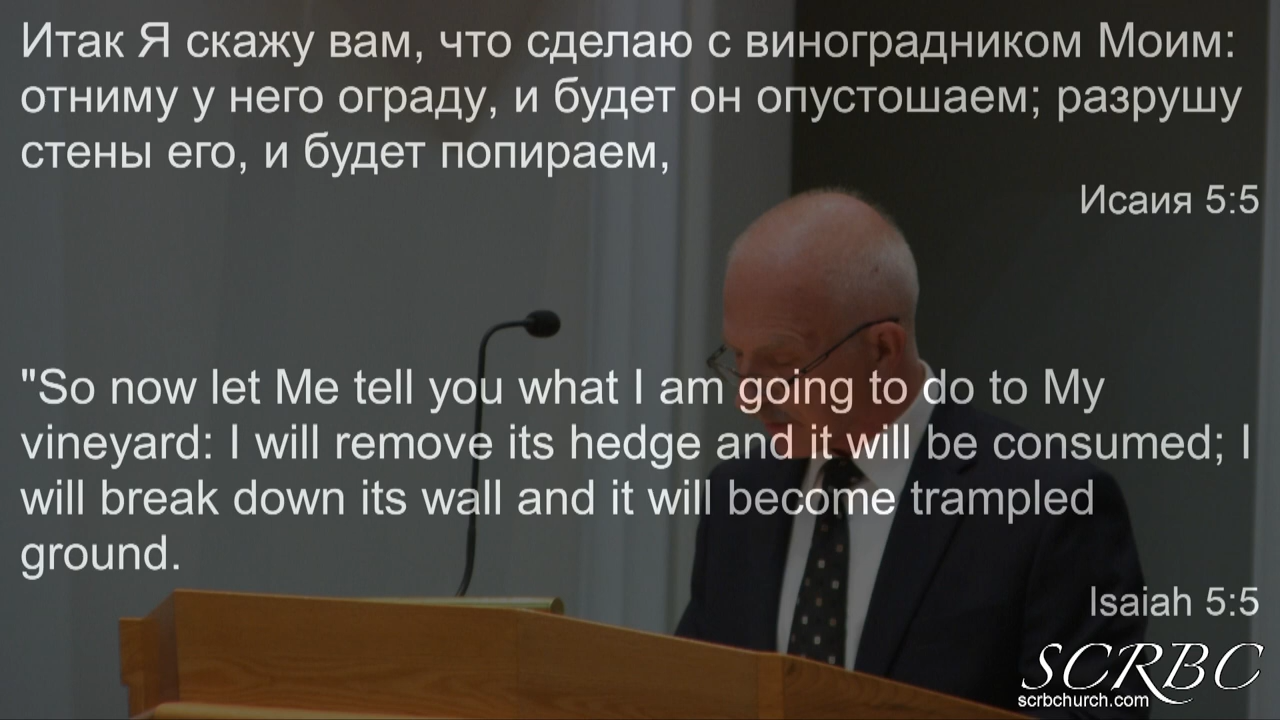 Итак Я скажу вам, что сделаю с виноградником Моим:
отниму у него ограду, и будет он опустошаем; разрушу
стены его, и будет попираем,
Исаия 5:5
"So now let Me tell you what I am going to do to My
vineyard: I will remove its hedge and it will be consumed; I
will break down its wall and it will become trampled
ground.
Isaiah 5:5
SCRBC
scrbchurch.com